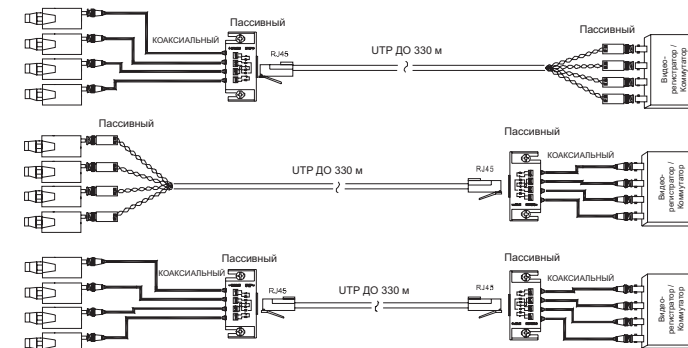 Пассивный
КОАКСИАЛЬНЫЙ
RJ45
UTP ДО 330 м
Пассивный
Видео-
регистратор /
Коммутатор
Пассивный
UTP ДО 330 м
RJ45
Пассивный
КОАКСИАЛЬНЫЙ
Видео-
регистратор /
Коммутатор
Пассивный
КОАКСИАЛЬНЫЙ
RJ45
UTP ДО 330 м
RJ45
Пассивный
КОАКСИАЛЬНЫЙ
Видео-
регистратор /
Коммутатор